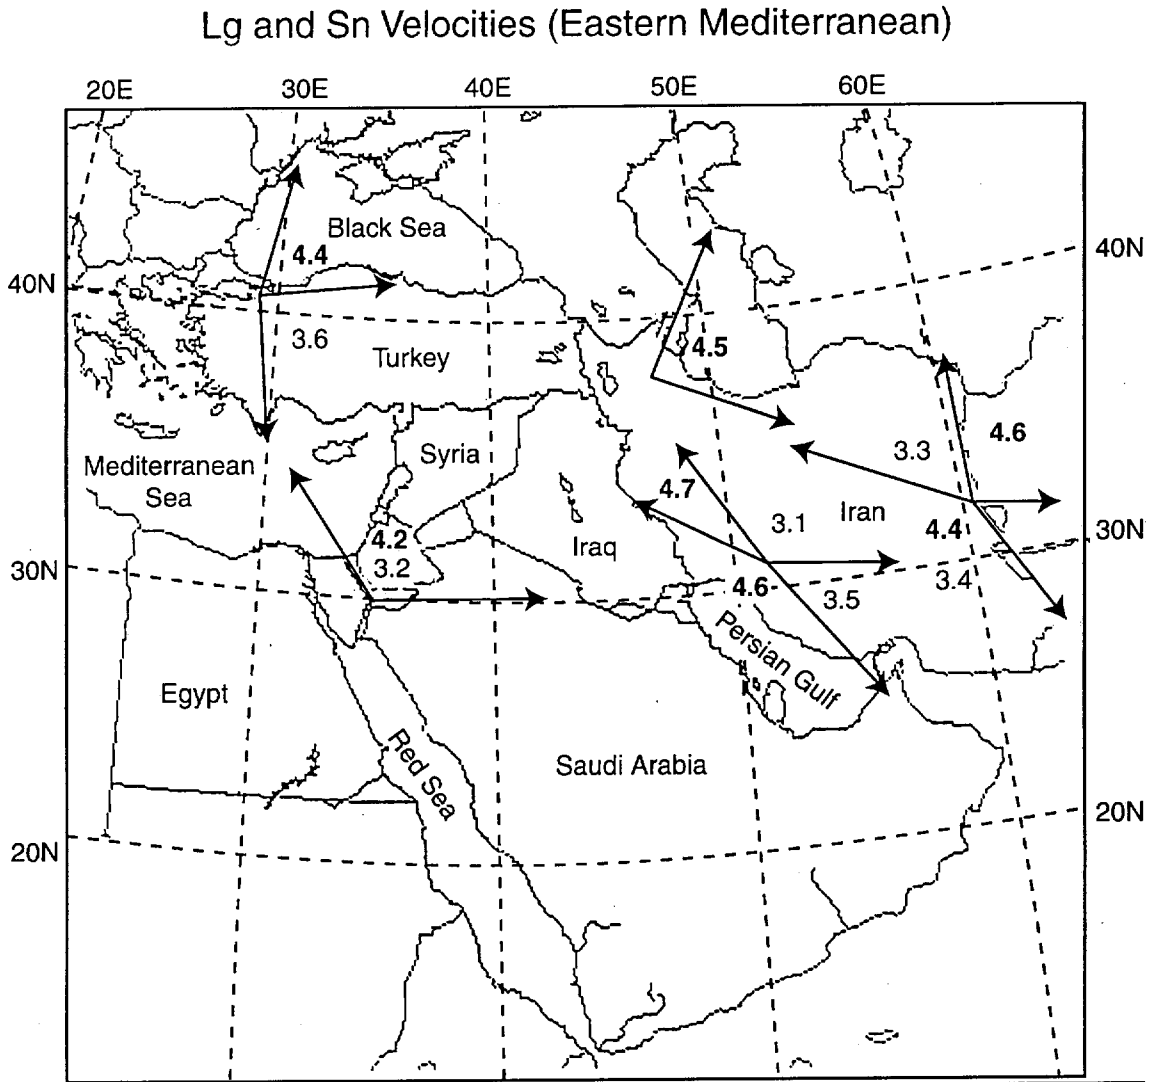 Lg and Sn Velocities (Eastern Mediterranean)
20E 30E 40E 50E 60E
Black Sea
40N
4.4
40N
3.6
4.5
Turkey
4.6
3.3
Syria
Mediterranean
Sea
4.7
3.1
Iran
4.4
30N
4.2
Iraq
3.2
30N
4.6
3.4
3.5
Persian Gulf
Egypt
Red Sea
Saudi Arabia
20N
20N